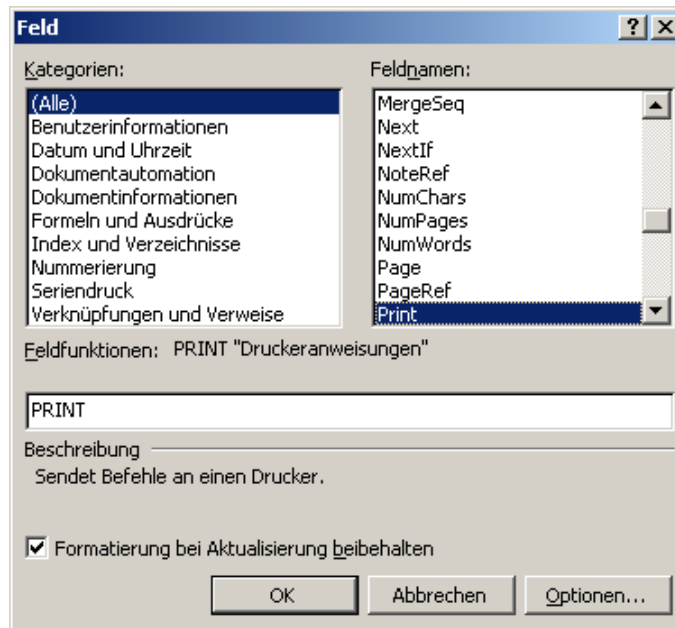 Feld
Kategorien:
(Alle)
Benutzerinformationen
Datum und Uhrzeit
Dokumentautomation
Dokumentinformationen
Formeln und Ausdrücke
Index und Verzeichnisse
Nummerierung
Seriendruck
Verknüpfungen und Verweise
Feldnamen:
MergeSeq
Next
NextIf
NoteRef
NumChars
NumPages
NumWords
Page
PageRef
Print
Feldfunktionen: PRINT "Druckeranweisungen"
PRINT
Beschreibung
Sendet Befehle an einen Drucker.
Formatierung bei Aktualisierung beibehalten
OK Abbrechen Optionen...